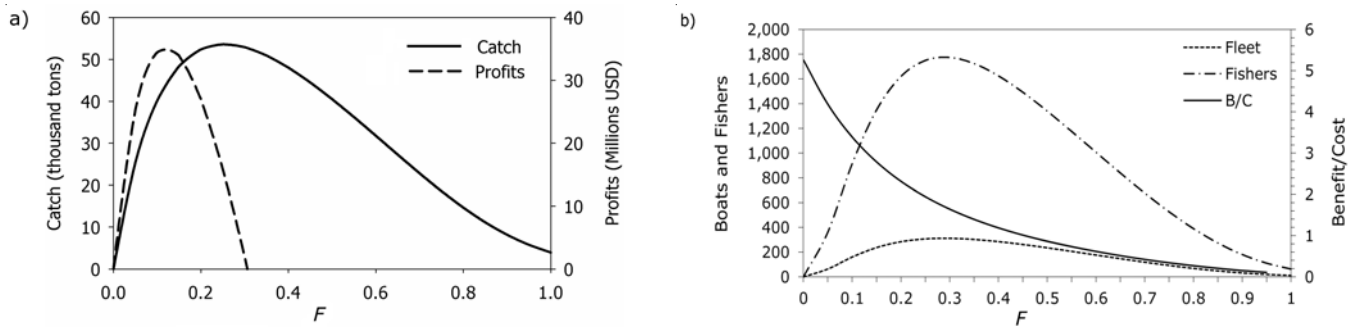 a)
Catch (thousand tons)
60
50
40
30
20
10
0
0.0 0.2 0.4 0.6 0.8 1.0
F
Catch
Profits
40
30
20
10
0
Profits (Millions USD)
b)
Boats and Fishers
2,000
1,800
1,600
1,400
1,200
1,000
800
600
400
200
0
0 0.1 0.2 0.3 0.4 0.5 0.6 0.7 0.8 0.9 1
F
Fleet
Fishers
B/C
6
5
4
3
2
1
0
Benefit/Cost